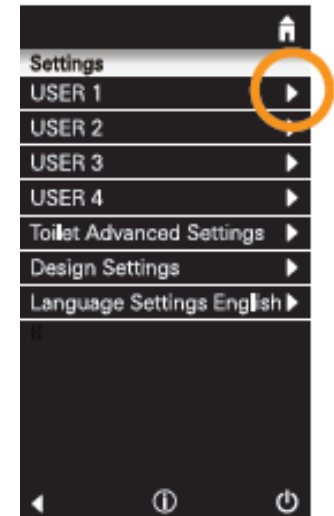 Settings
USER 1
USER 2
USER 3
USER 4
Toilet Advanced Settings
Design Settings
Language Settings English